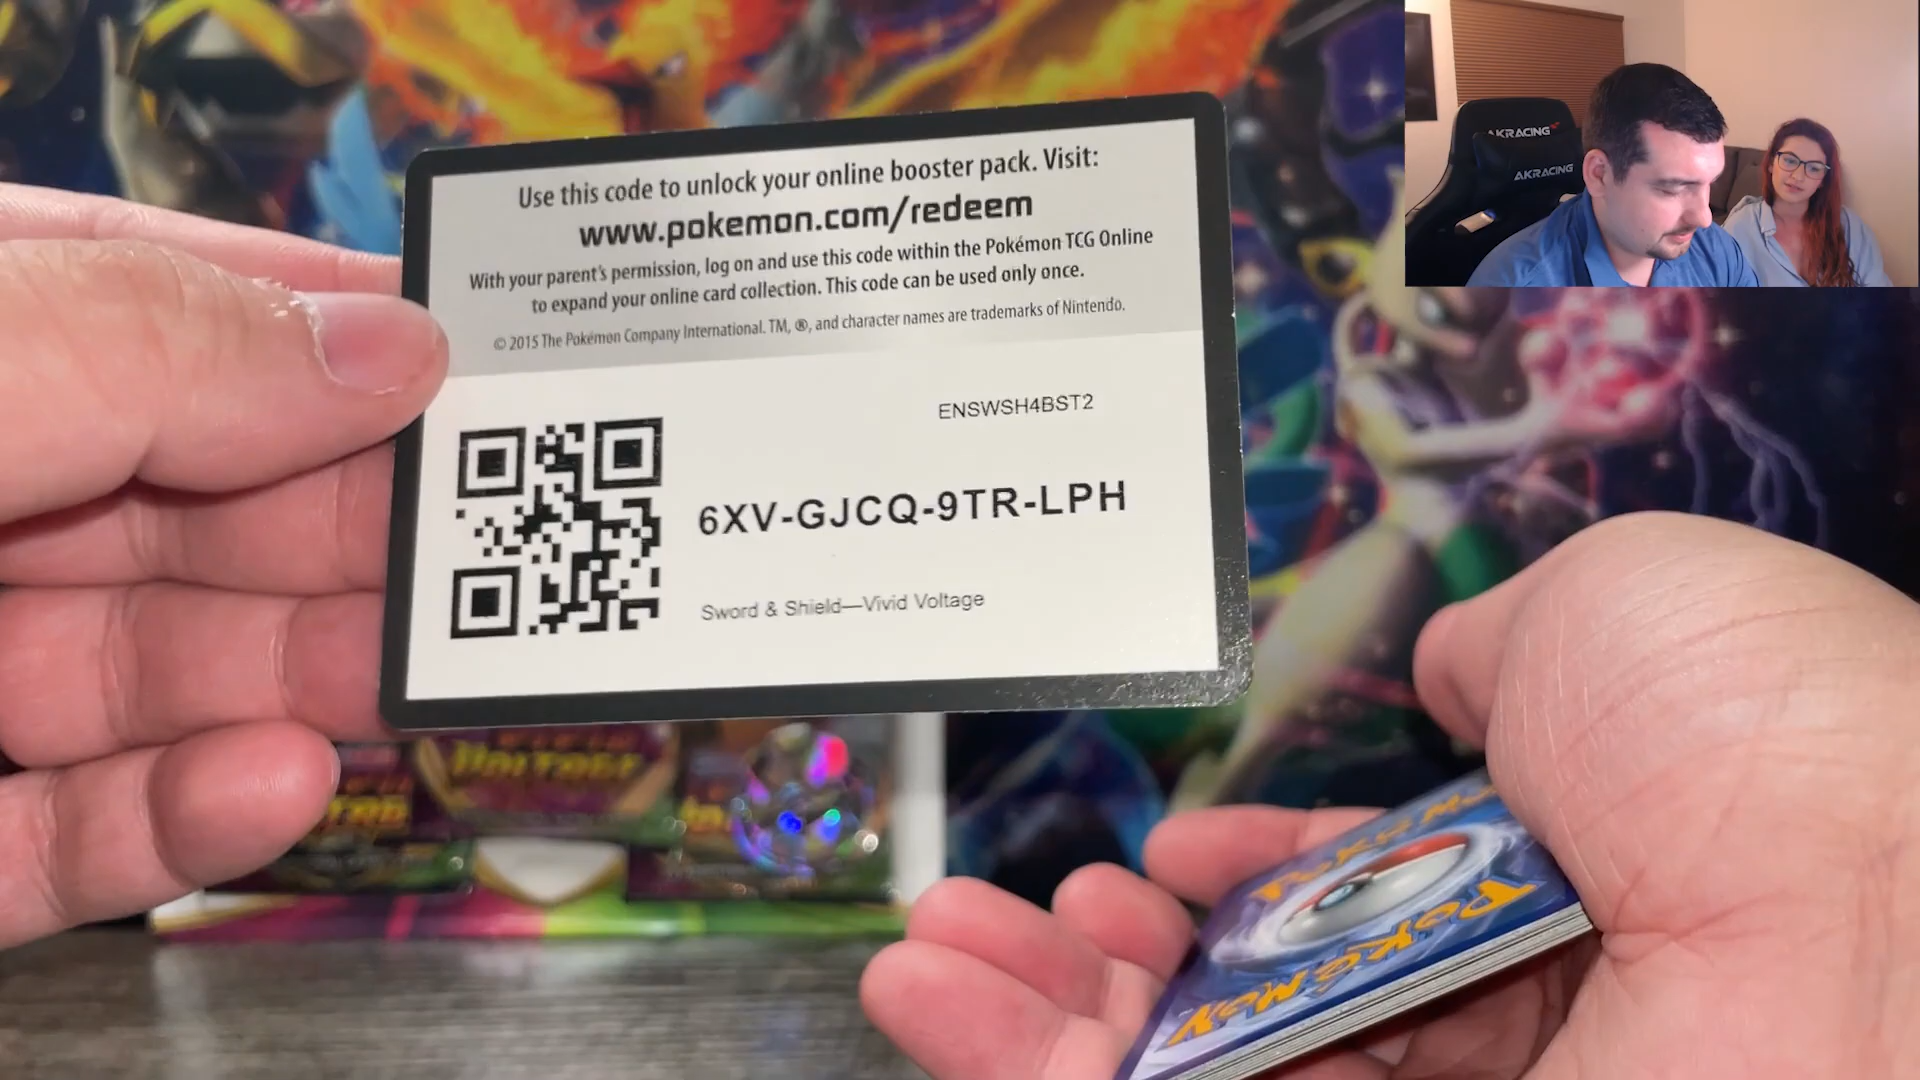 Use this code to unlock your online booster pack. Visit:
www.pokemon.com/redeem
With your parent's permission, log on and use this code within the Pokémon TCG Online
to expand your online card collection. This code can be used only once.
© 2015 The Pokémon Company International. TM, ®, and character names are trademarks of Nintendo.
ENSWSH4BST2
6XV-GJCQ-9TR-LPH
Sword & Shield—Vivid Voltage
AKRACING
AKRACING
VOLTAGE
POKÉMON
POKÉMON